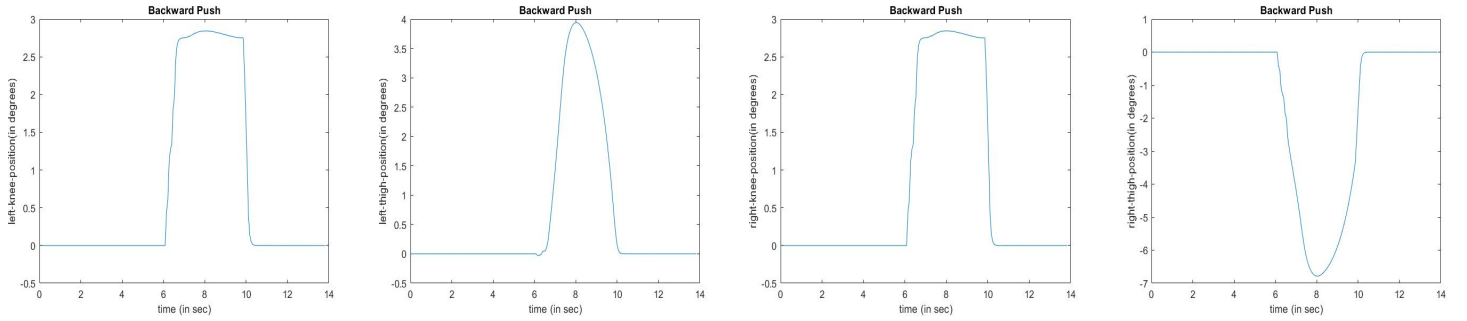 Backward Push
3
2.5
2
1.5
1
0.5
0
-0.5
left-knee-position(in degrees)
0 2 4 6 8 10 12 14
time (in sec)
Backward Push
4
3.5
3
2.5
2
1.5
1
0.5
0
-0.5
left-thigh-position(in degrees)
0 2 4 6 8 10 12 14
time (in sec)
Backward Push
3
2.5
2
1.5
1
0.5
0
-0.5
right-knee-position(in degrees)
0 2 4 6 8 10 12 14
time (in sec)
Backward Push
1
0
-1
-2
-3
-4
-5
-6
-7
right-thigh-position(in degrees)
0 2 4 6 8 10 12 14
time (in sec)